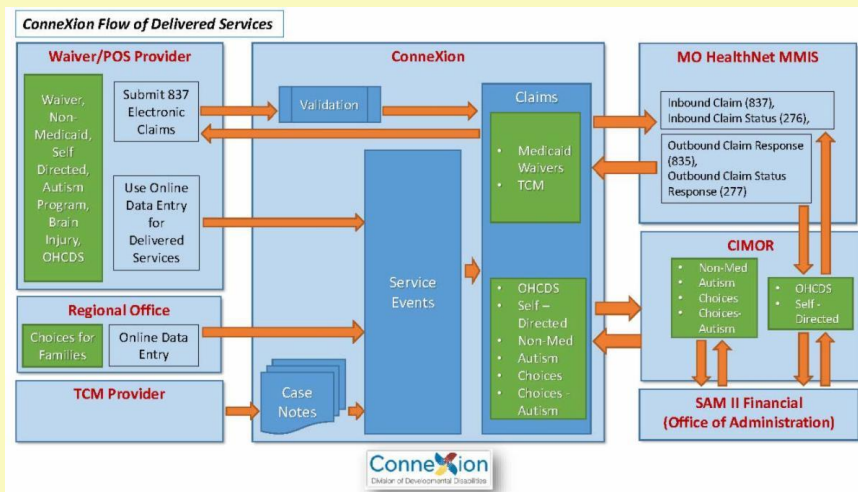 ConneXion Flow of Delivered Services
Waiver/POS Provider
Waiver,
Non-
Medicaid,
Self
Directed,
Autism
Program,
Brain
Injury,
OHCDS
Submit 837
Electronic
Claims
Use Online
Data Entry
for
Delivered
Services
Regional Office
Choices for
Families
Online Data
Entry
TCM Provider
ConneXion
Validation
Case
Notes
Service
Events
Claims
• Medicaid
Waivers
• TCM
• OHCDS
• Self –
Directed
• Non-Med
• Autism
• Choices
• Choices -
Autism
MO HealthNet MMIS
Inbound Claim (837),
Inbound Claim Status (276),
Outbound Claim Response
(835),
Outbound Claim Status
Response (277)
CIMOR
• Non-Med
• Autism
• Choices
• Choices-
Autism
• OHCDS
• Self -
Directed
SAM II Financial
(Office of Administration)
ConneXion
Division of Developmental Disabilities